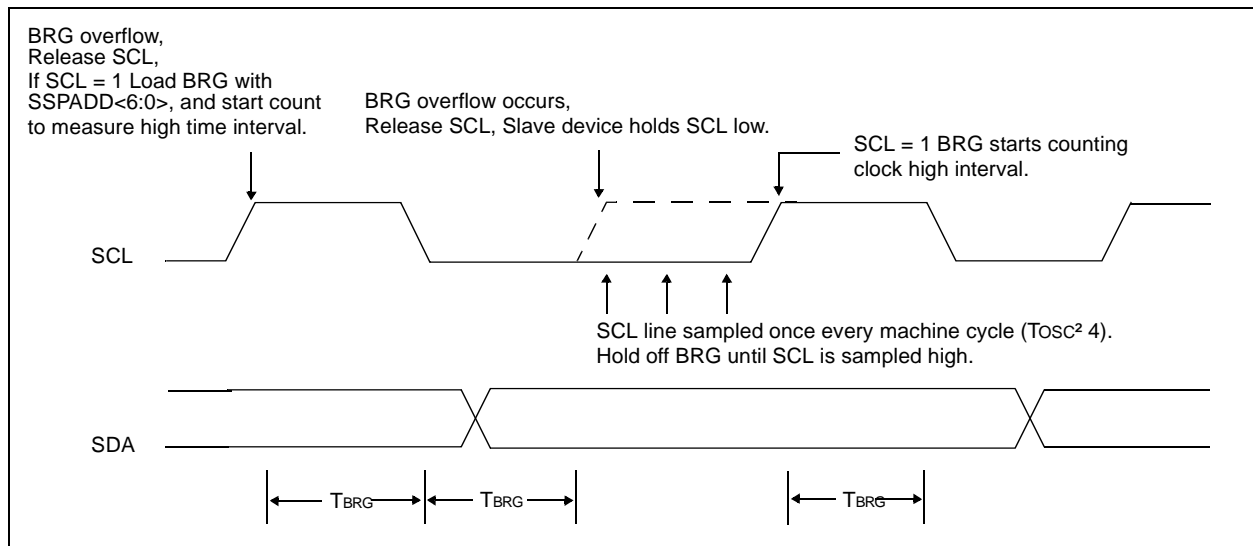 BRG overflow,
Release SCL,
If SCL = 1 Load BRG with
SSPADD<6:0>, and start count
to measure high time interval.
BRG overflow occurs,
Release SCL, Slave device holds SCL low.
SCL = 1 BRG starts counting
clock high interval.
SCL
SCL line sampled once every machine cycle (TOSC² 4).
Hold off BRG until SCL is sampled high.
SDA
TBRG
TBRG
TBRG